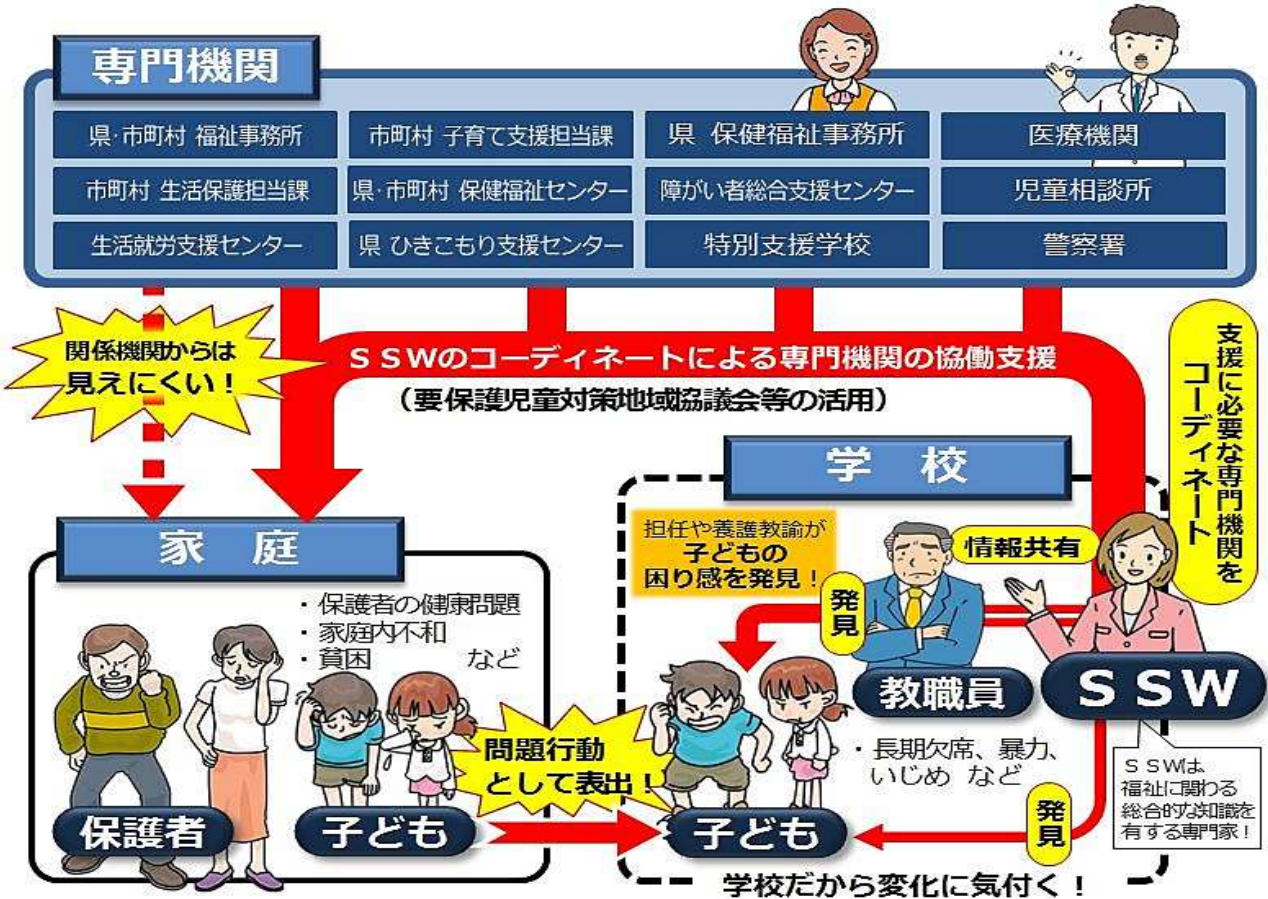 専門機関
県・市町村 福祉事務所
市町村 子育て支援担当課
県 保健福祉事務所
医療機関
市町村 生活保護担当課
県・市町村 保健福祉センター
障がい者総合支援センター
児童相談所
生活就労支援センター
県 ひきこもり支援センター
特別支援学校
警察署
関係機関からは
見えにくい！
ＳＳＷのコーディネートによる専門機関の協働支援
（要保護児童対策地域協議会等の活用）
支援に必要な専門機関を
コーディネート
学 校
担任や養護教諭が
子どもの
困り感を発見！
情報共有
発見
家 庭
・保護者の健康問題
・家庭内不和
・貧困 など
教職員
ＳＳＷ
問題行動
として表出！
・長期欠席、暴力、
いじめ など
ＳＳＷは、
福祉に関わる
総合的な知識を
有する専門家！
発見
保護者
子ども
子ども
学校だから変化に気付く！